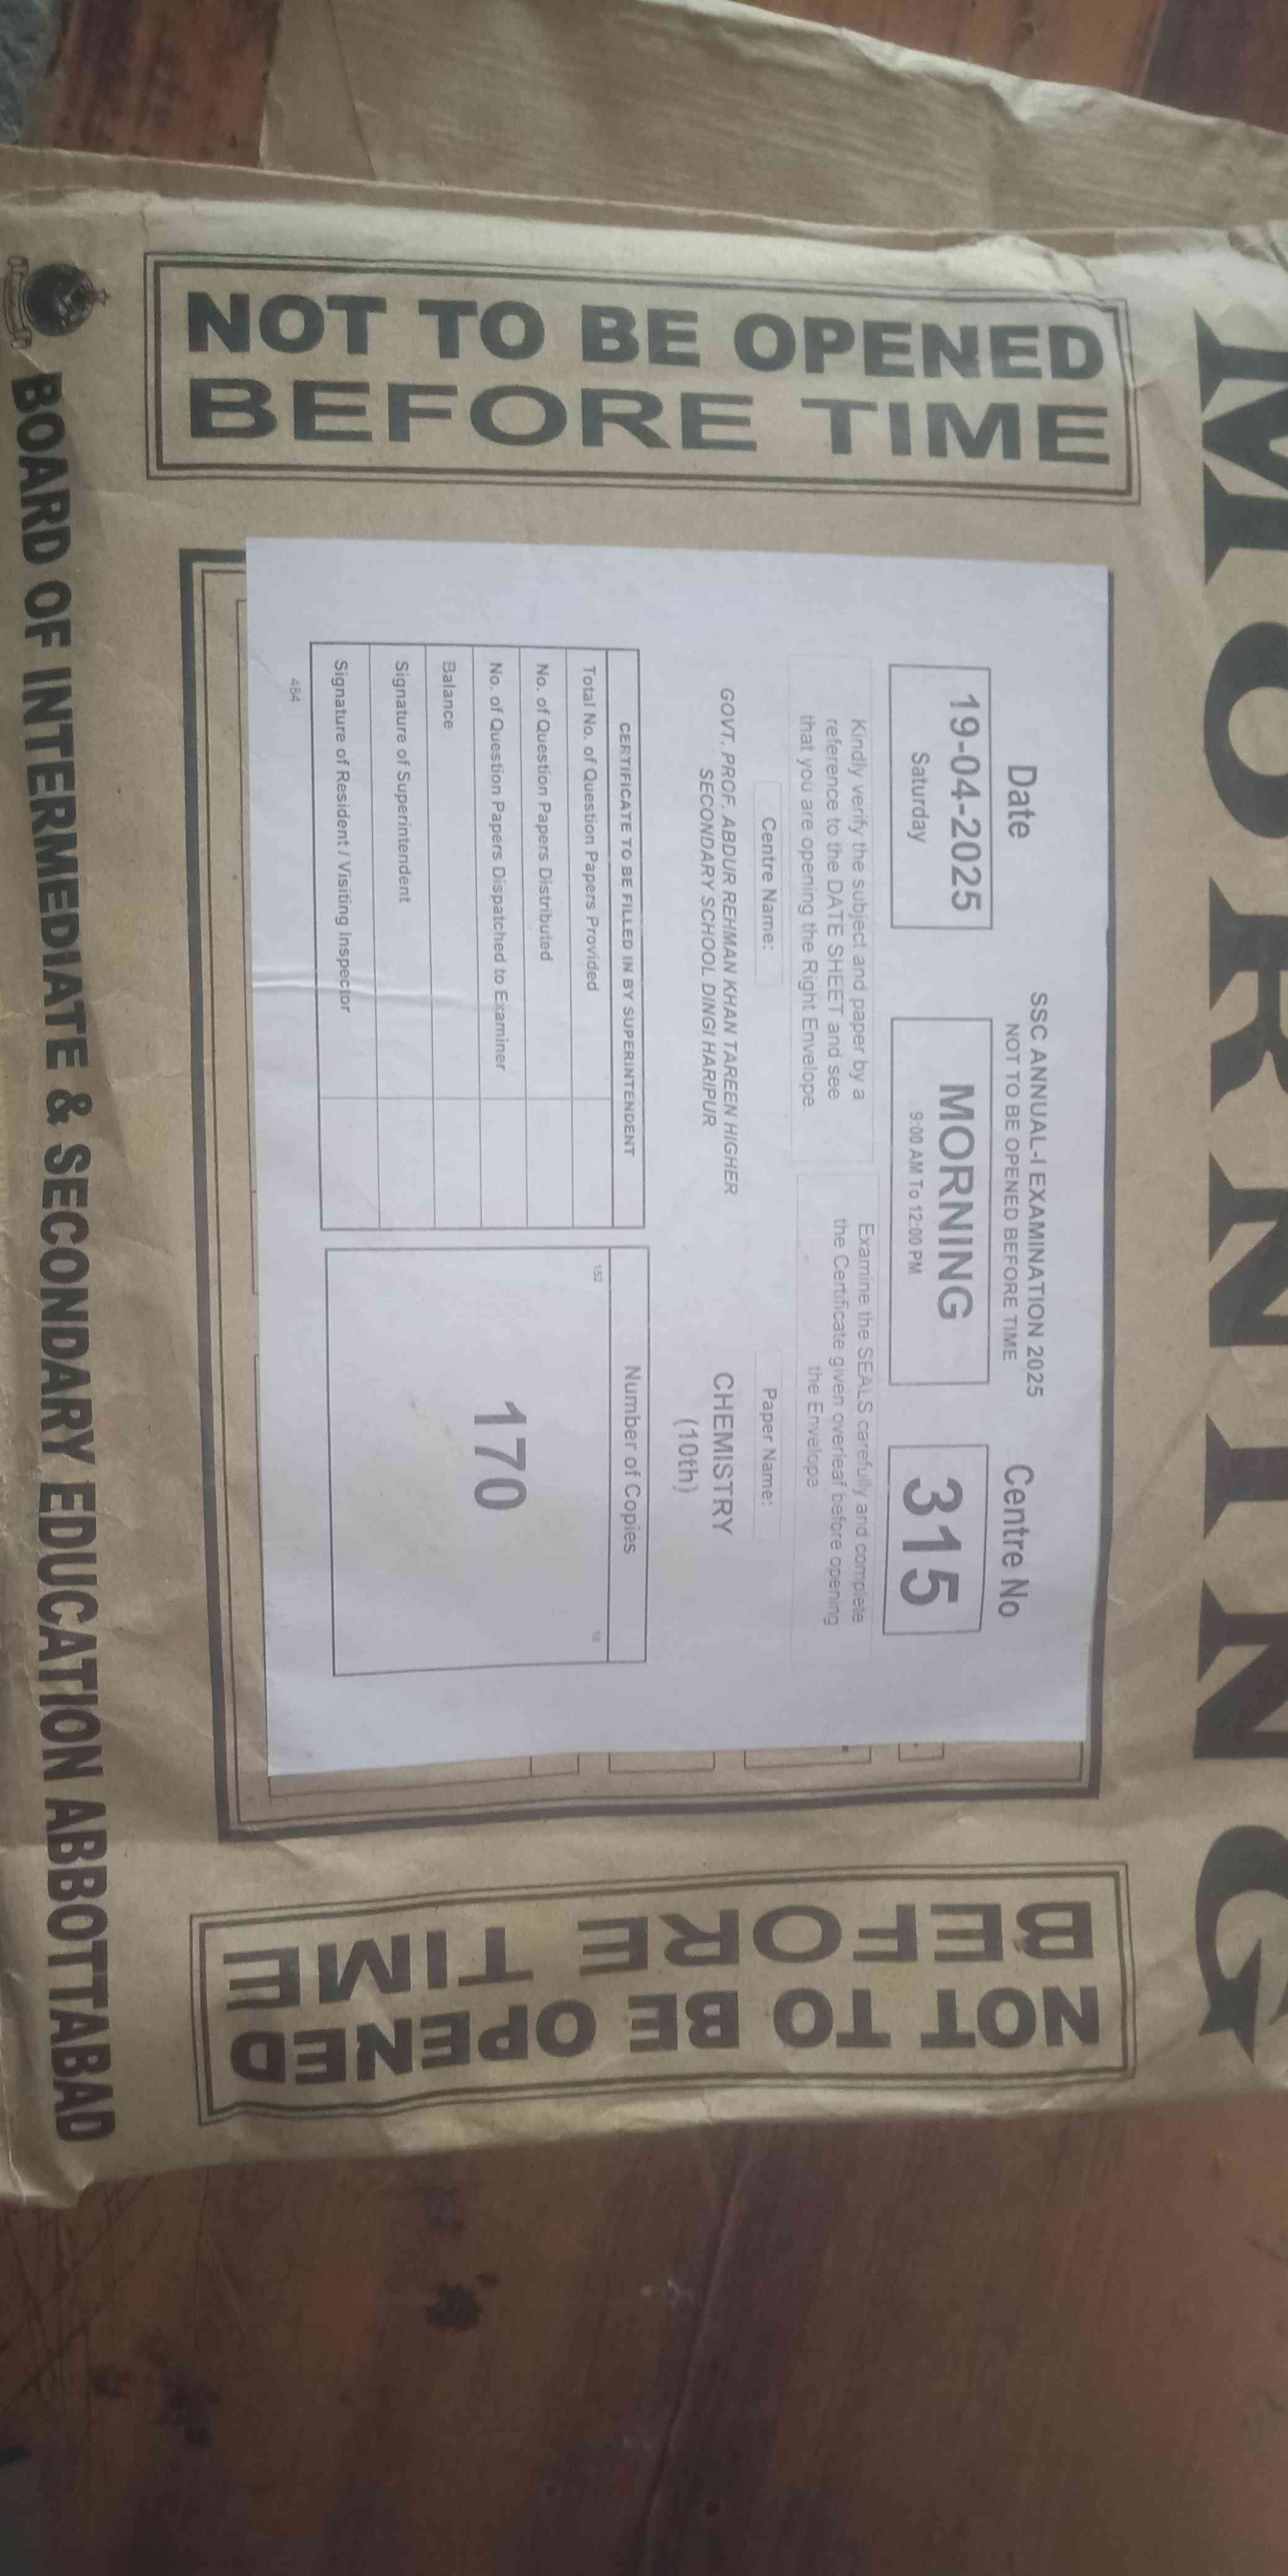 MORNING
NOT TO BE OPENED
BEFORE TIME
Date
19-04-2025
Saturday
SSC ANNUAL-I EXAMINATION 2025
NOT TO BE OPENED BEFORE TIME
MORNING
9:00 AM To 12:00 PM
Centre No
315
Kindly verify the subject and paper by a
reference to the DATE SHEET and see
that you are opening the Right Envelope.
Examine the SEALS carefully and complete
the Certificate given overleaf before opening
the Envelope
Centre Name:
GOVT. PROF. ABDUR REHMAN KHAN TAREEN HIGHER
SECONDARY SCHOOL DINGI HARIPUR
Paper Name:
CHEMISTRY
(10th)
CERTIFICATE TO BE FILLED IN BY SUPERINTENDENT
Total No. of Question Papers Provided
No. of Question Papers Distributed
No. of Question Papers Dispatched to Examiner
Balance
Signature of Superintendent
Signature of Resident / Visiting Inspector
484
Number of Copies
152
18
170
NOT TO BE OPENED
BEFORE TIME
BOARD OF INTERMEDIATE & SECONDARY EDUCATION ABBOTTABAD